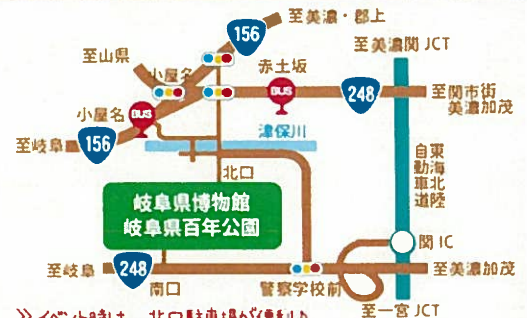 至美濃・郡上
156
至美濃関JCT
至山県
小屋名
赤土坂
BUS
248
至関市街
美濃加茂
小屋名
BUS
至岐阜
156
津保川
北口
東海北陸
自動車道
岐阜県博物館
岐阜県百年公園
関IC
至岐阜
248
南口
警察学校前
至美濃加茂
至一宮JCT